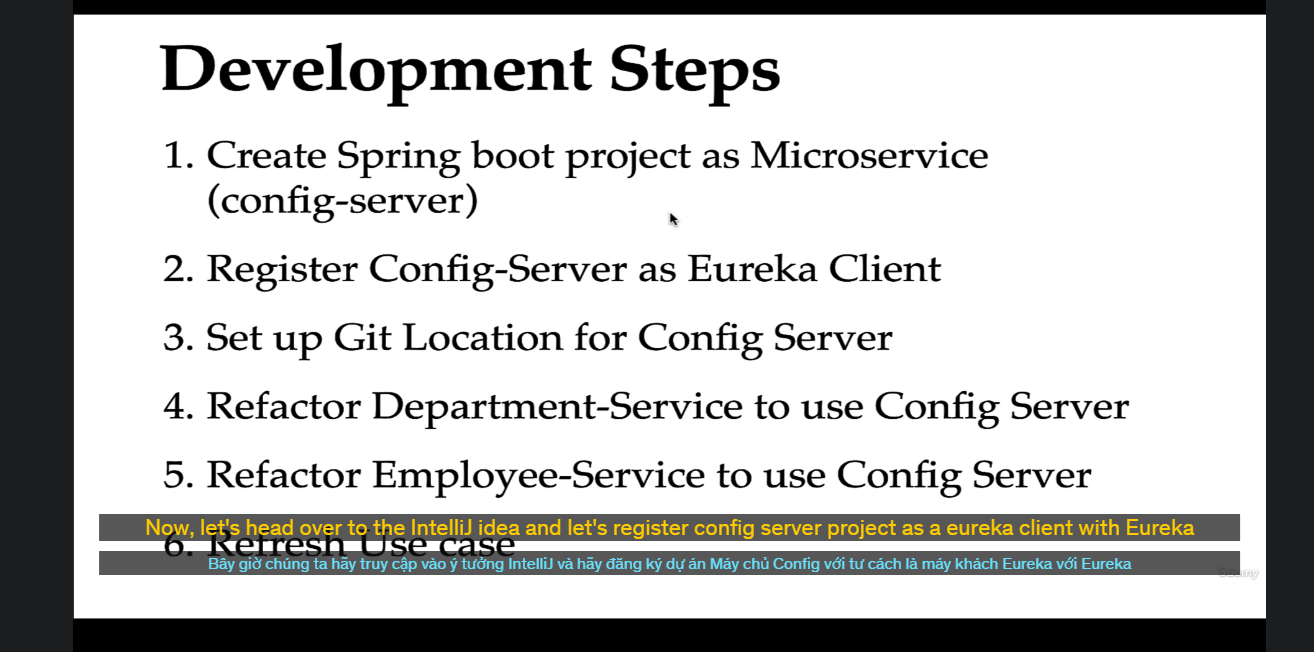 Development Steps
1. Create Spring boot project as Microservice
(config-server)
2. Register Config-Server as Eureka Client
3. Set up Git Location for Config Server
4. Refactor Department-Service to use Config Server
5. Refactor Employee-Service to use Config Server
Now, let's head over to the IntelliJ idea and let's register config server project as a eureka client with Eureka
6. Refresh Use case
Bây giờ chúng ta hãy truy cập vào ý tưởng IntelliJ và hãy đăng ký dự án Máy chủ Config với tư cách là máy khách Eureka với Eureka
Udemy